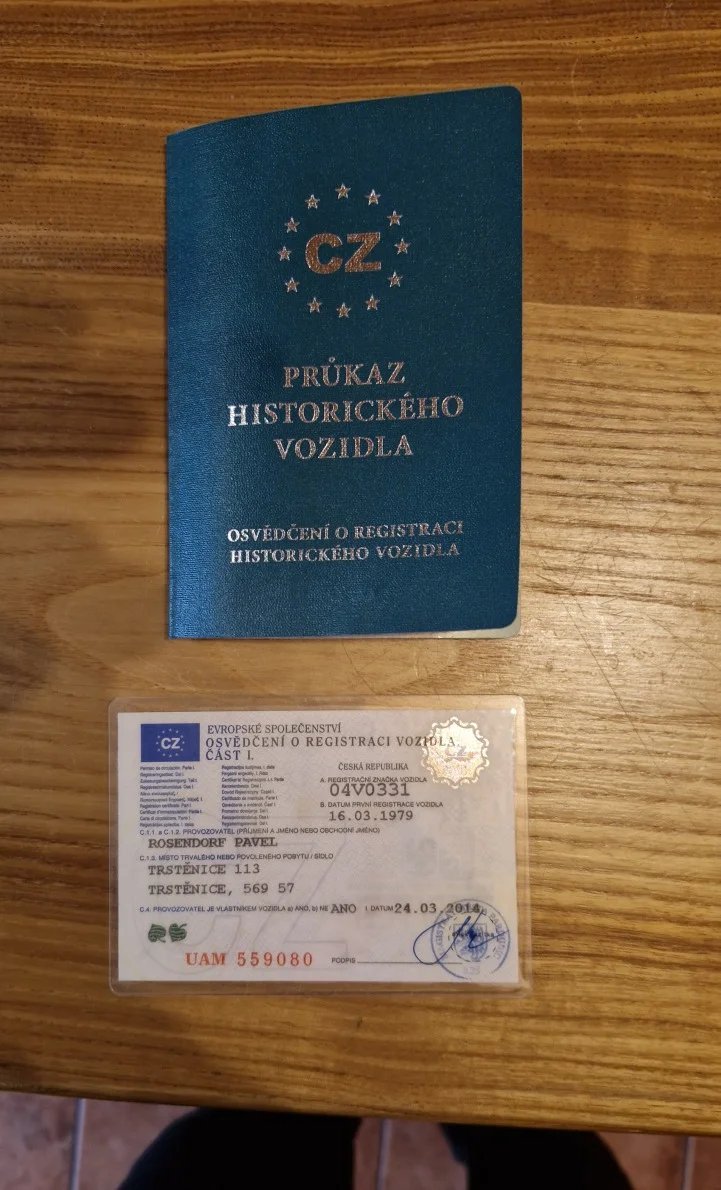 CZ
PRŮKAZ
HISTORICKÉHO
VOZIDLA
OSVĚDČENÍ O REGISTRACI
HISTORICKÉHO VOZIDLA
CZ
EVROPSKÉ SPOLEČENSTVÍ
OSVĚDČENÍ O REGISTRACI VOZIDLA
ČÁST I.
ČESKÁ REPUBLIKA
A. REGISTRAČNÍ ZNAČKA VOZIDLA
04V0331
B. DATUM PRVNÍ REGISTRACE VOZIDLA
16.03.1979
C.1.1 a C.1.2. PROVOZOVATEL (PŘÍJMENÍ A JMÉNO NEBO OBCHODNÍ JMÉNO)
ROSENDORF PAVEL
C.1.3. MÍSTO TRVALÉHO NEBO POVOLENÉHO POBYTU / SÍDLO
TRSTĚNICE 113
TRSTĚNICE, 569 57
C.4. PROVOZOVATEL JE VLASTNÍKEM VOZIDLA a) ANO, b) NE ANO I. DATUM 24.03.2014
UAM 559080 PODPIS